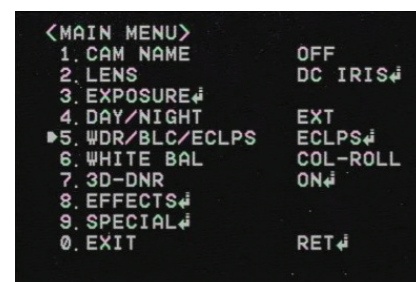 <MAIN MENU>
1. CAM NAME OFF
2. LENS DC IRIS↲
3. EXPOSURE↲
4. DAY/NIGHT EXT
▶5. WDR/BLC/ECLPS ECLPS↲
6. WHITE BAL COL-ROLL
7. 3D-DNR ON↲
8. EFFECTS↲
9. SPECIAL↲
0. EXIT RET↲